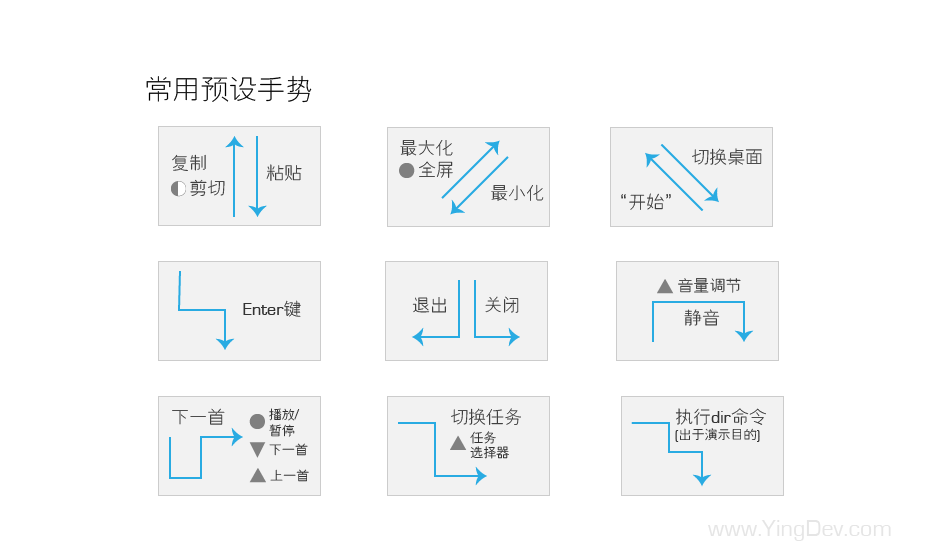 常用预设手势
复制
剪切
粘贴
最大化
全屏
最小化
切换桌面
“开始”
Enter键
退出
关闭
音量调节
静音
下一首
播放/
暂停
下一首
上一首
切换任务
任务
选择器
执行dir命令
(出于演示目的)
www.YingDev.com